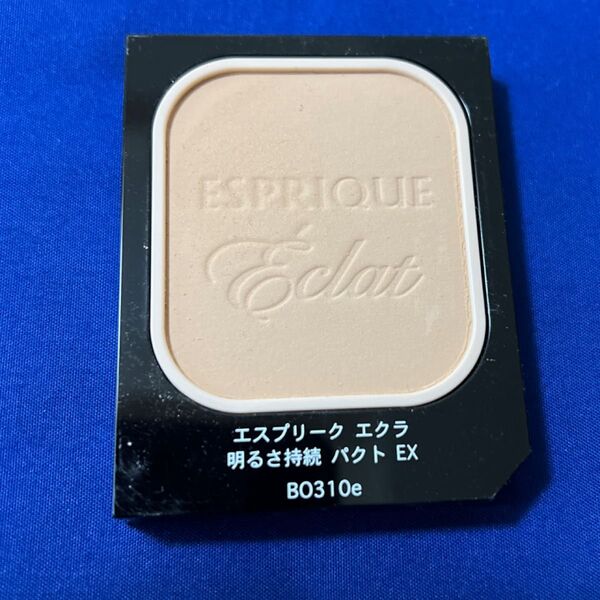 ESPRIQUE
Éclat
エスプリーク エクラ
明るさ持続 パクト EX
BO310e